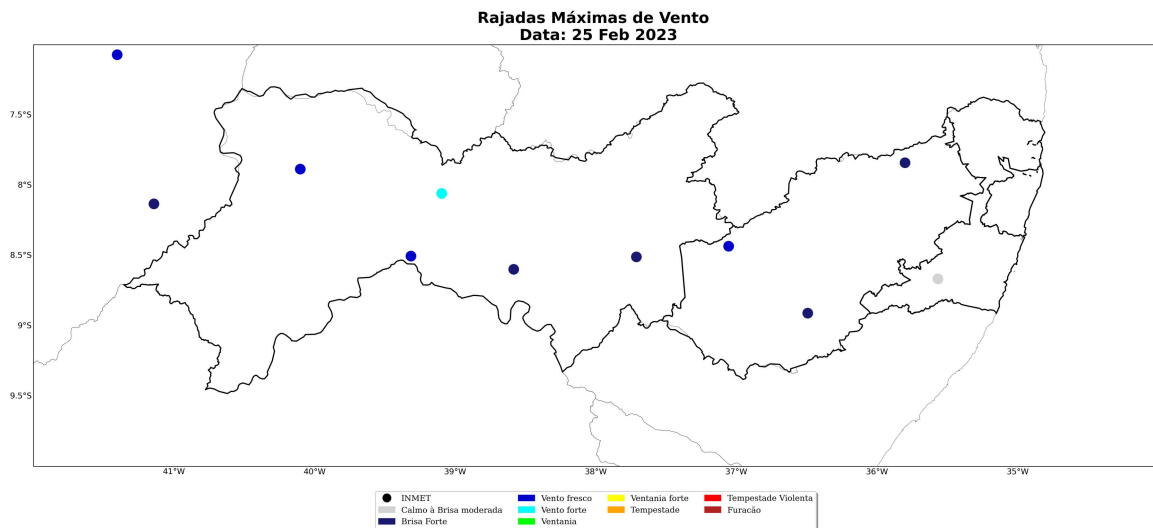 Rajadas Máximas de Vento
Data: 25 Feb 2023
7.5°S
8°S
8.5°S
9°S
9.5°S
41°W 40°W 39°W 38°W 37°W 36°W 35°W
INMET Vento fresco Ventania forte Tempestade Violenta
Calmo à Brisa moderada Vento forte Tempestade Furacão
Brisa Forte Ventania